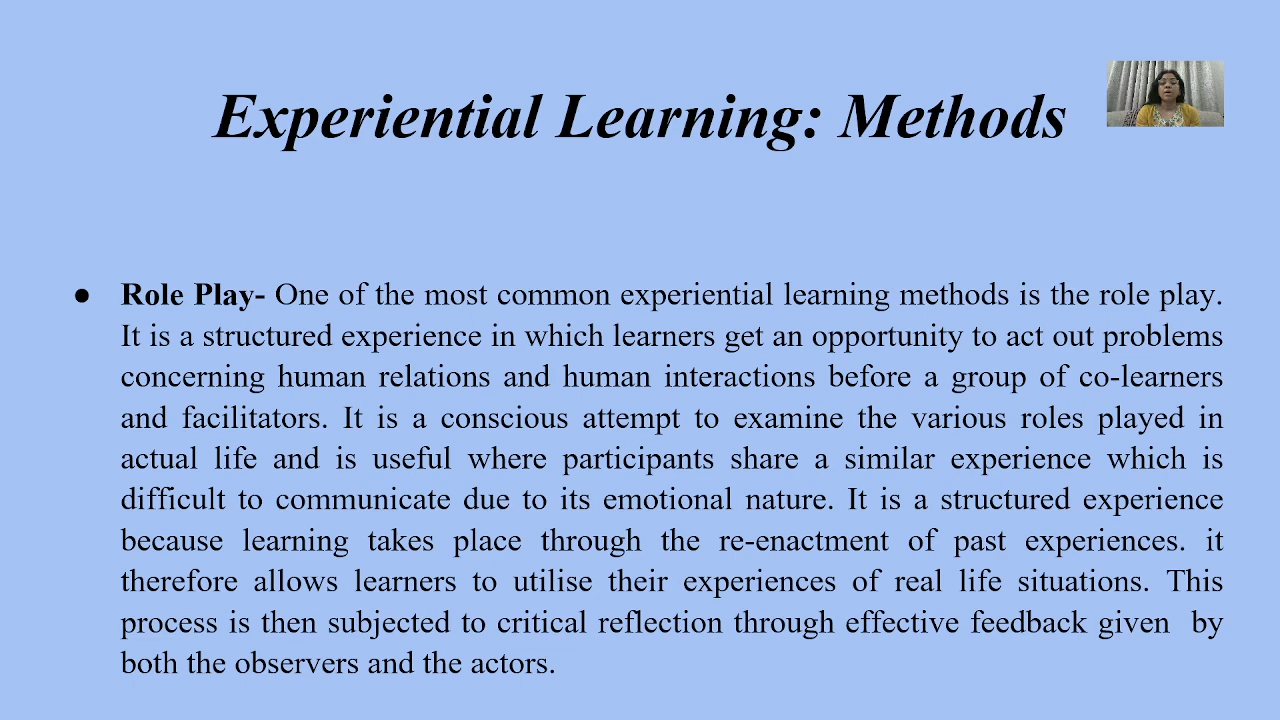 Experiential Learning: Methods
● Role Play- One of the most common experiential learning methods is the role play.
It is a structured experience in which learners get an opportunity to act out problems
concerning human relations and human interactions before a group of co-learners
and facilitators. It is a conscious attempt to examine the various roles played in
actual life and is useful where participants share a similar experience which is
difficult to communicate due to its emotional nature. It is a structured experience
because learning takes place through the re-enactment of past experiences. it
therefore allows learners to utilise their experiences of real life situations. This
process is then subjected to critical reflection through effective feedback given  by
both the observers and the actors.